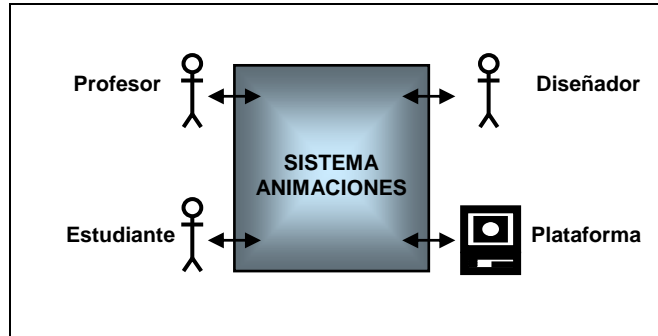 Profesor
Diseñador
SISTEMA
ANIMACIONES
Estudiante
Plataforma